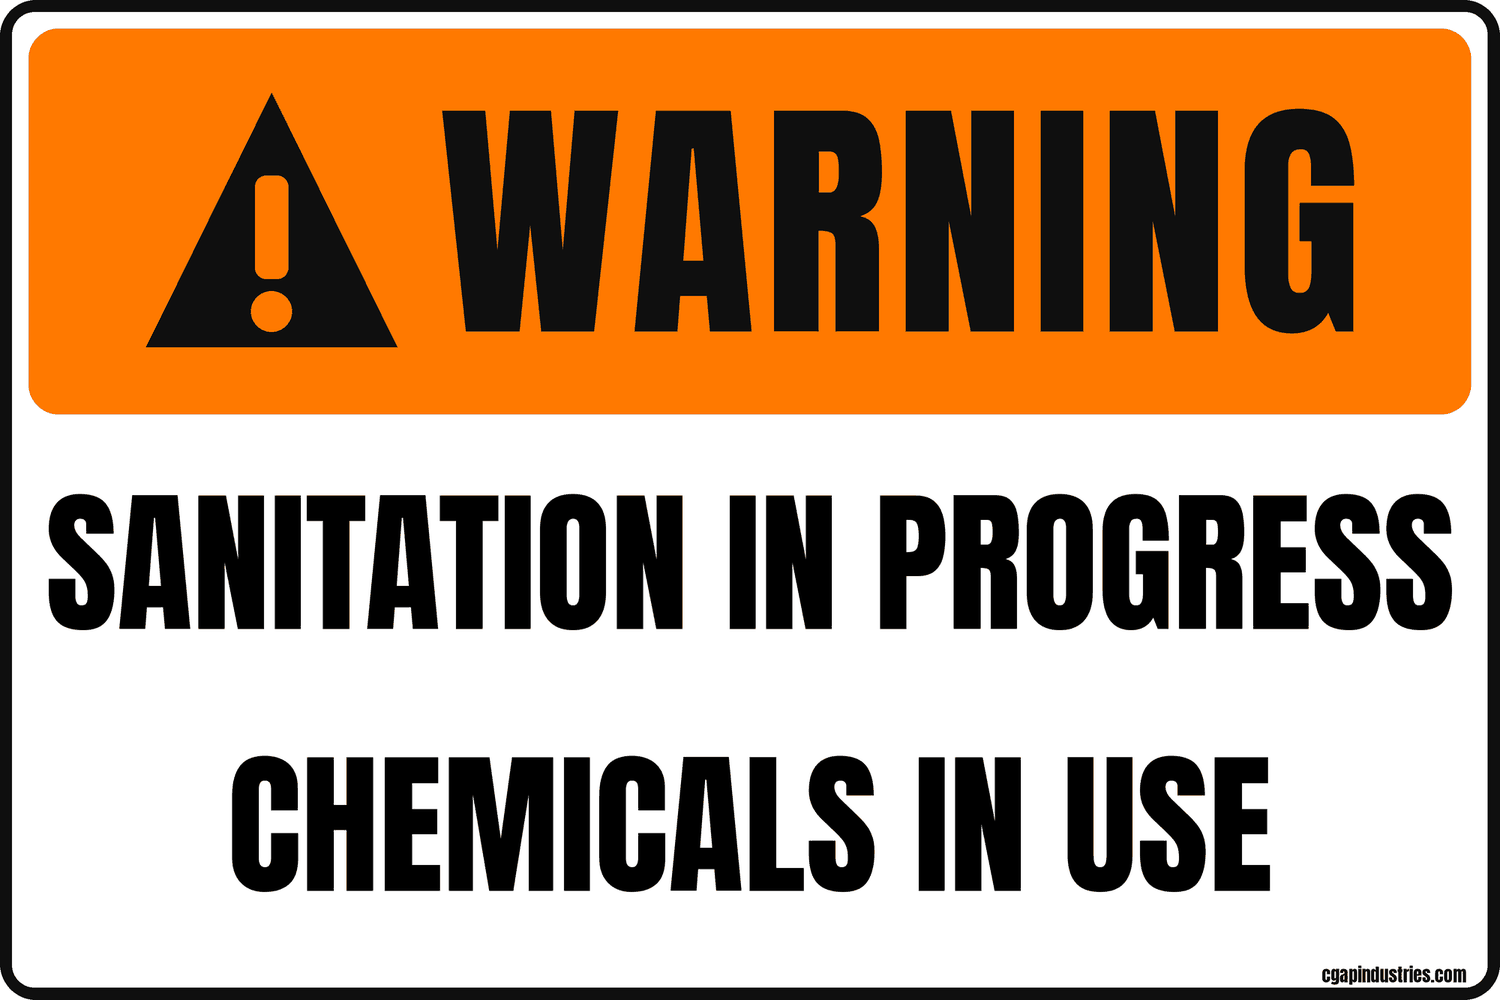 WARNING
SANITATION IN PROGRESS
CHEMICALS IN USE
cgapindustries.com